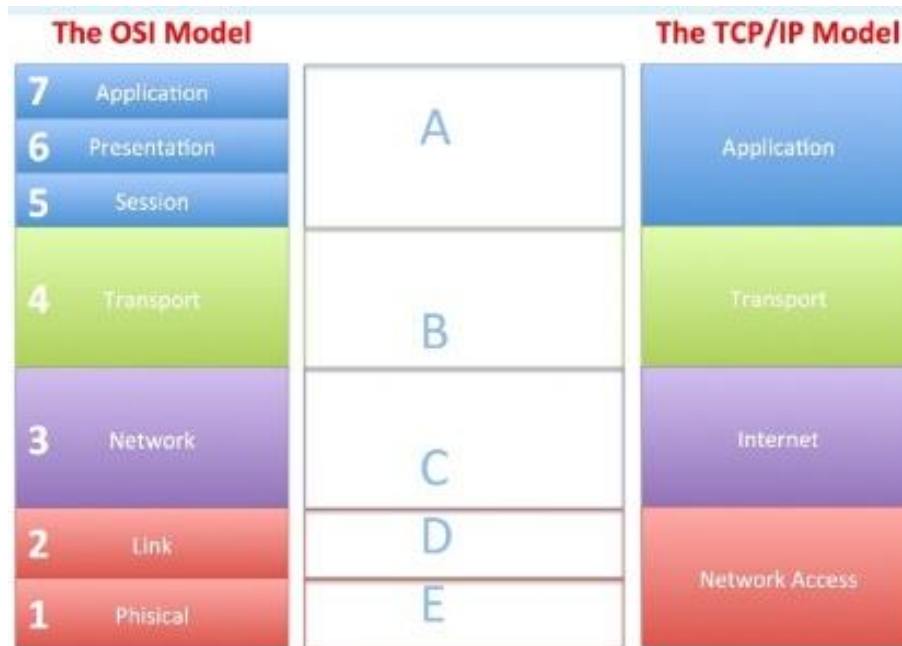 The OSI Model
The TCP/IP Model
7 Application
6 Presentation
5 Session
A
Application
4 Transport
B
Transport
3 Network
C
Internet
2 Link
D
1 Phisical
E
Network Access